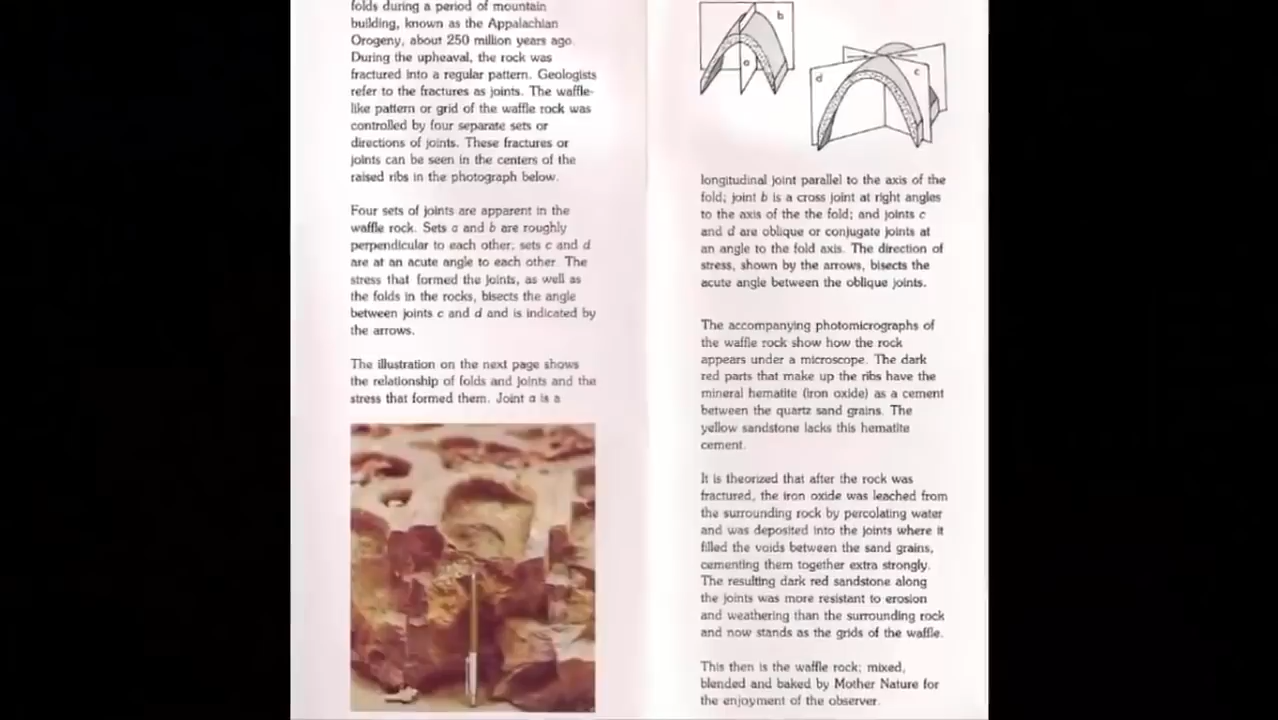 folds during a period of mountain
building, known as the Appalachian
Orogeny, about 250 million years ago.
During the upheaval, the rock was
fractured into a regular pattern. Geologists
refer to the fractures as joints. The waffle-
like pattern or grid of the waffle rock was
controlled by four separate sets or
directions of joints. These fractures or
joints can be seen in the centers of the
raised ribs in the photograph below.
Four sets of joints are apparent in the
waffle rock. Sets a and b are roughly
perpendicular to each other; sets c and d
are at an acute angle to each other. The
stress that formed the joints, as well as
the folds in the rocks, bisects the angle
between joints c and d and is indicated by
the arrows.
The illustration on the next page shows
the relationship of folds and joints and the
stress that formed them. Joint a is a
b
a
d
c
longitudinal joint parallel to the axis of the
fold; joint b is a cross joint at right angles
to the axis of the the fold; and joints c
and d are oblique or conjugate joints at
an angle to the fold axis. The direction of
stress, shown by the arrows, bisects the
acute angle between the oblique joints.
The accompanying photomicrographs of
the waffle rock show how the rock
appears under a microscope. The dark
red parts that make up the ribs have the
mineral hematite (iron oxide) as a cement
between the quartz sand grains. The
yellow sandstone lacks this hematite
cement.
It is theorized that after the rock was
fractured, the iron oxide was leached from
the surrounding rock by percolating water
and was deposited into the joints where it
filled the voids between the sand grains,
cementing them together extra strongly.
The resulting dark red sandstone along
the joints was more resistant to erosion
and weathering than the surrounding rock
and now stands as the grids of the waffle.
This then is the waffle rock; mixed,
blended and baked by Mother Nature for
the enjoyment of the observer.